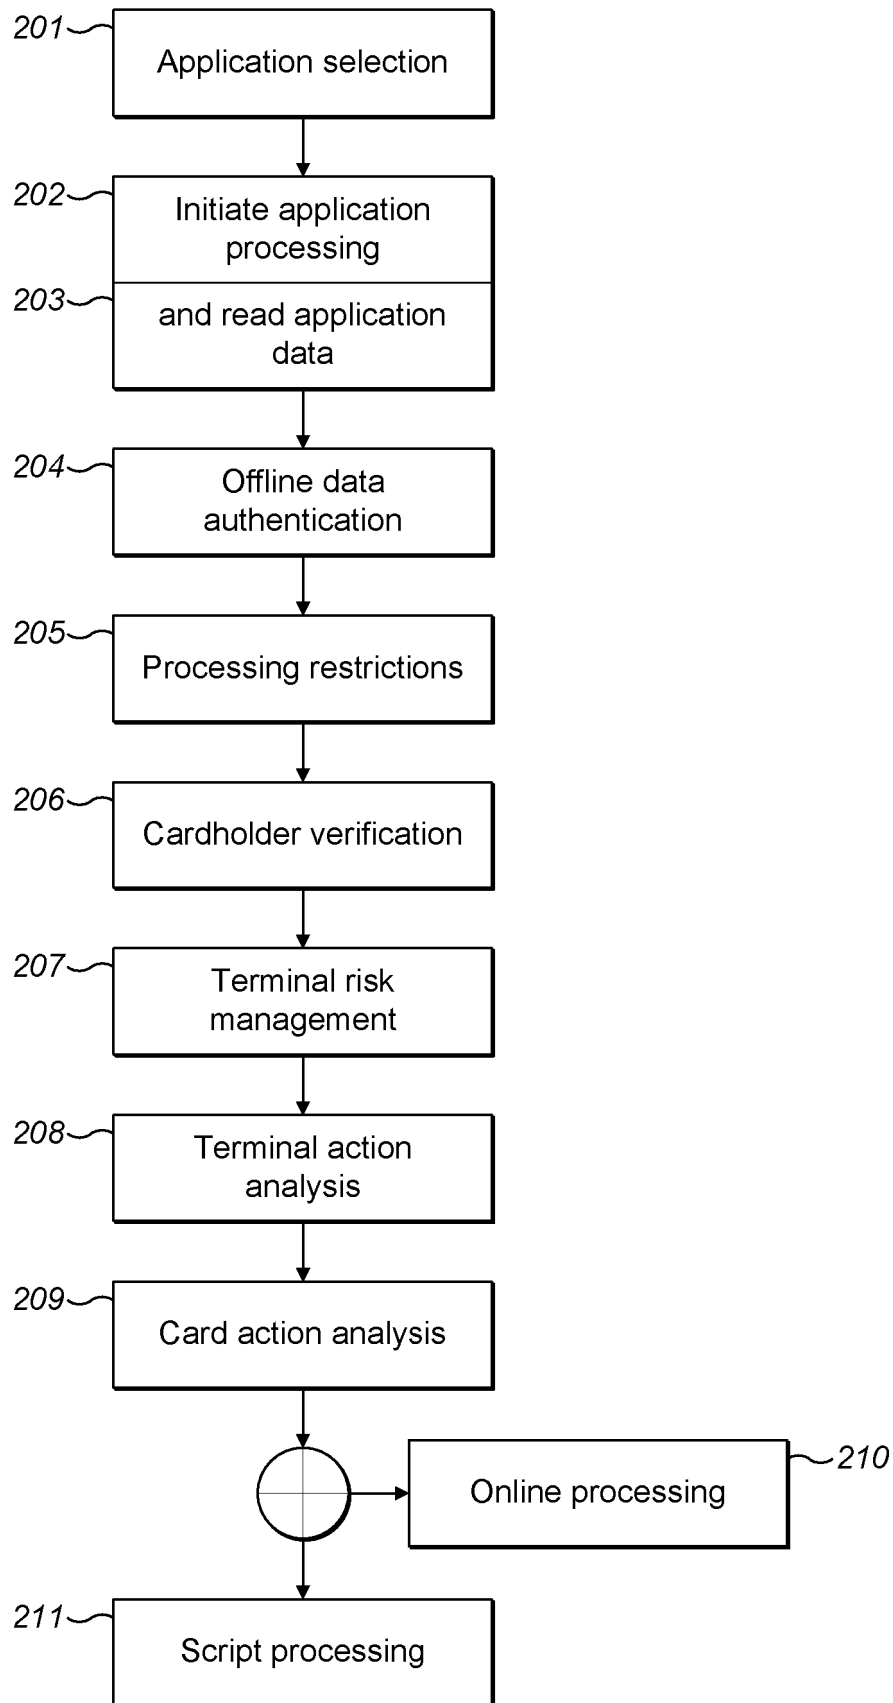 201
Application selection
202
Initiate application
processing
203
and read application
data
204
Offline data
authentication
205
Processing restrictions
206
Cardholder verification
207
Terminal risk
management
208
Terminal action
analysis
209
Card action analysis
210
Online processing
211
Script processing